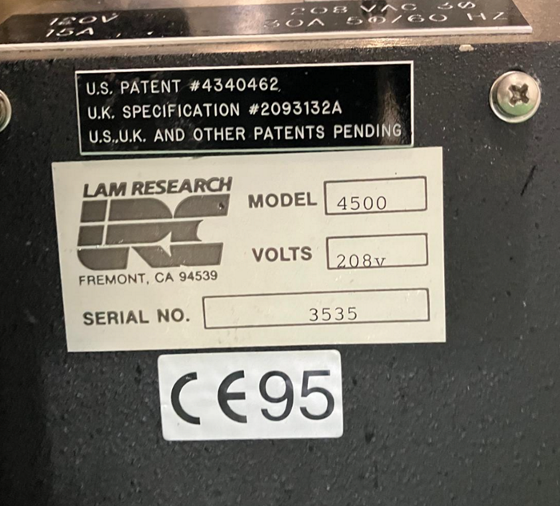 120V
208 VAC 3Ø
15A
30A 50/60 HZ
U.S. PATENT #4340462
U.K. SPECIFICATION #2093132A
U.S.,U.K. AND OTHER PATENTS PENDING
LAM RESEARCH
MODEL 4500
VOLTS 208v
FREMONT, CA 94539
SERIAL NO. 3535
CE95